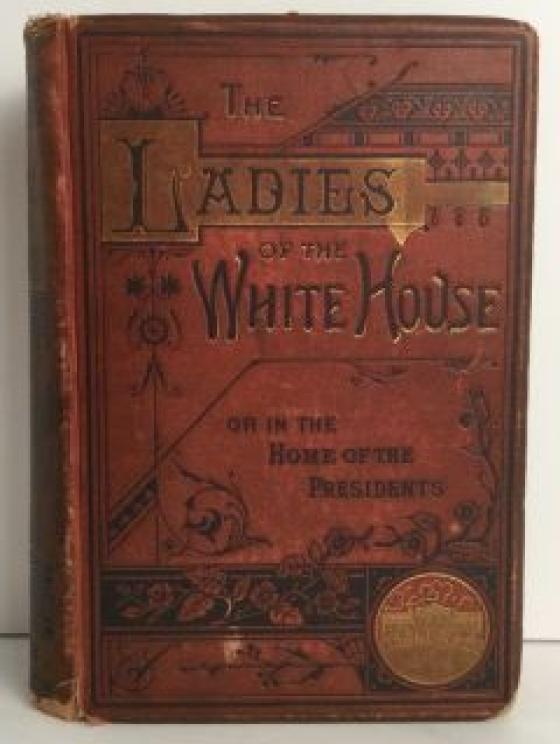 THE
LADIES
OF THE
WHITE HOUSE
OR IN THE
HOME OF THE
PRESIDENTS